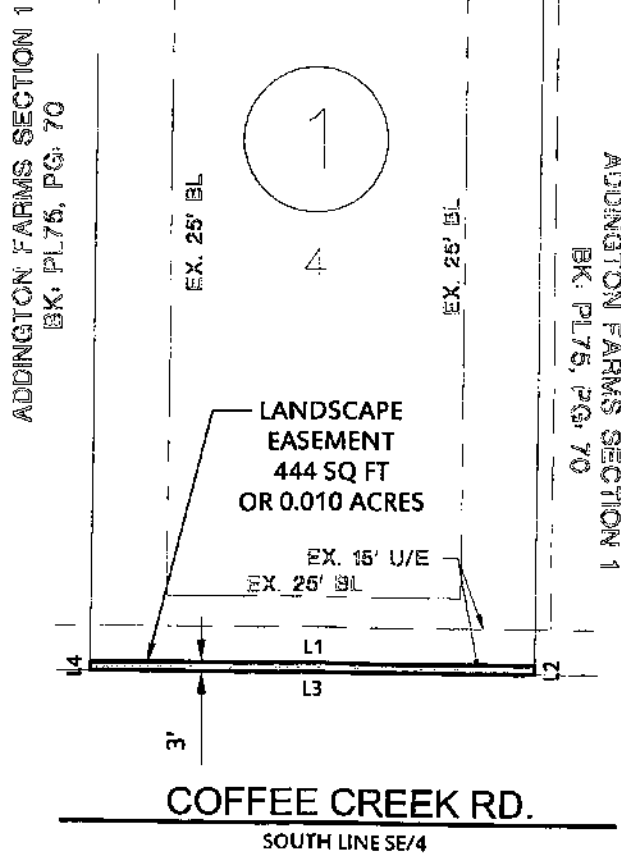 ADDINGTON FARMS SECTION 1
BK: PL75, PG: 70
1
4
EX. 25' BL
EX. 25' BL
ADDINGTON FARMS SECTION 1
BK: PL75, PG: 70
LANDSCAPE
EASEMENT
444 SQ FT
OR 0.010 ACRES
EX. 15' U/E
EX. 25' BL
L1
L4
L2
L3
3'
COFFEE CREEK RD.
SOUTH LINE SE/4